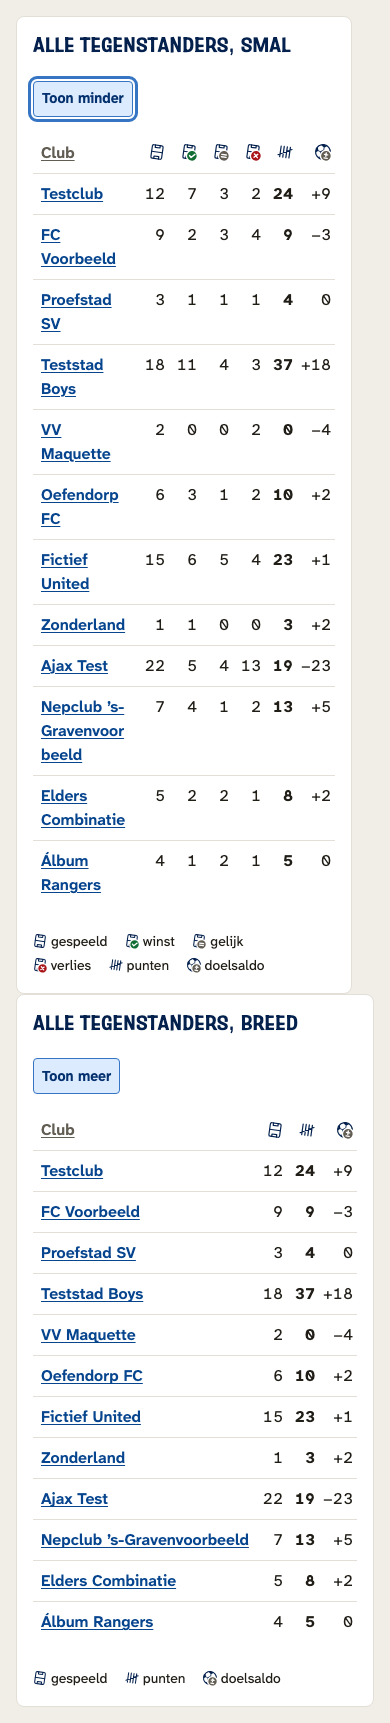 ALLE TEGENSTANDERS, SMAL
Toon minder
Club
Testclub 12 7 3 2 24 +9
FC 9 2 3 4 9 −3
Voorbeeld
Proefstad 3 1 1 1 4 0
SV
Teststad 18 11 4 3 37 +18
Boys
VV 2 0 0 2 0 −4
Maquette
Oefendorp 6 3 1 2 10 +2
FC
Fictief 15 6 5 4 23 +1
United
Zonderland 1 1 0 0 3 +2
Ajax Test 22 5 4 13 19 −23
Nepclub ’s- 7 4 1 2 13 +5
Gravenvoor
beeld
Elders 5 2 2 1 8 +2
Combinatie
Álbum 4 1 2 1 5 0
Rangers
gespeeld winst gelijk
verlies punten doelsaldo
ALLE TEGENSTANDERS, BREED
Toon meer
Club
Testclub 12 24 +9
FC Voorbeeld 9 9 −3
Proefstad SV 3 4 0
Teststad Boys 18 37 +18
VV Maquette 2 0 −4
Oefendorp FC 6 10 +2
Fictief United 15 23 +1
Zonderland 1 3 +2
Ajax Test 22 19 −23
Nepclub ’s-Gravenvoorbeeld 7 13 +5
Elders Combinatie 5 8 +2
Álbum Rangers 4 5 0
gespeeld punten doelsaldo